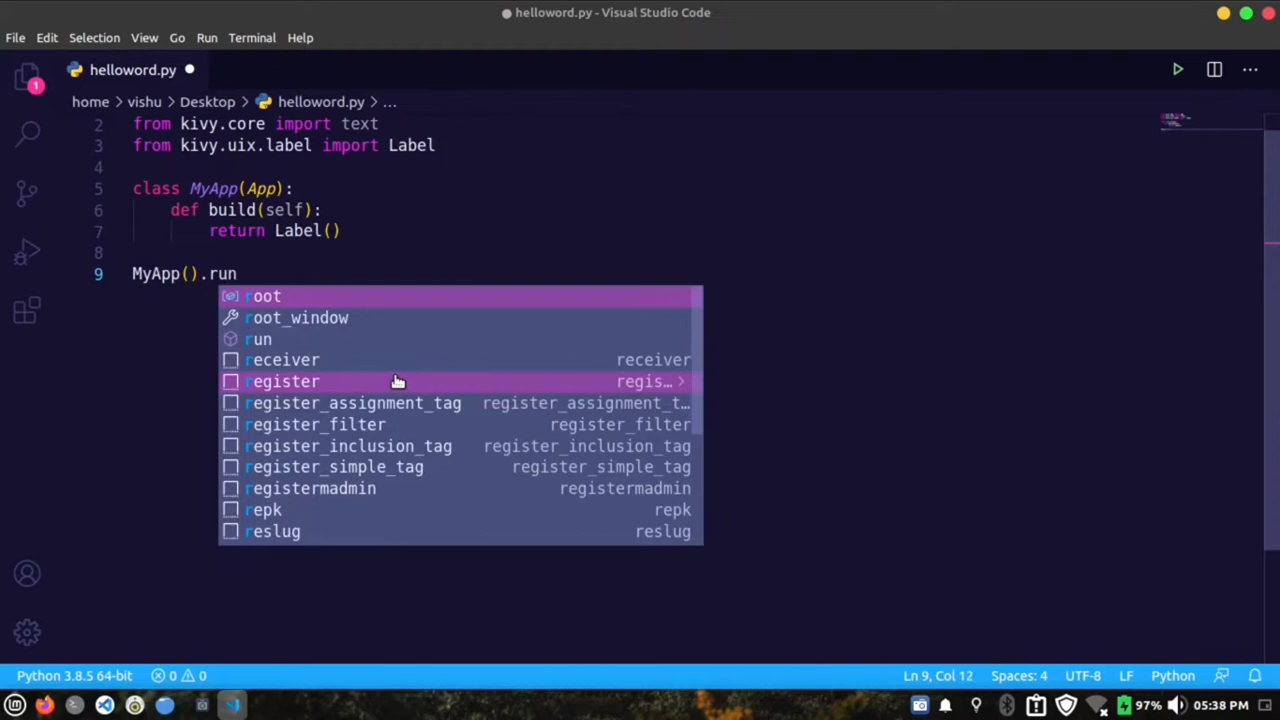 helloword.py - Visual Studio Code
File Edit Selection View Go Run Terminal Help
helloword.py
1
home > vishu > Desktop > helloword.py > ...
2 from kivy.core import text
3 from kivy.uix.label import Label
4
5 class MyApp(App):
6 def build(self):
7 return Label()
8
9 MyApp().run
root
root_window
run
receiver receiver
register regis… >
register_assignment_tag register_assignment_t…
register_filter register_filter
register_inclusion_tag register_inclusion_tag
register_simple_tag register_simple_tag
registermadmin registermadmin
repk repk
reslug reslug
Python 3.8.5 64-bit 0 0 Ln 9, Col 12 Spaces: 4 UTF-8 LF Python
97% 05:38 PM